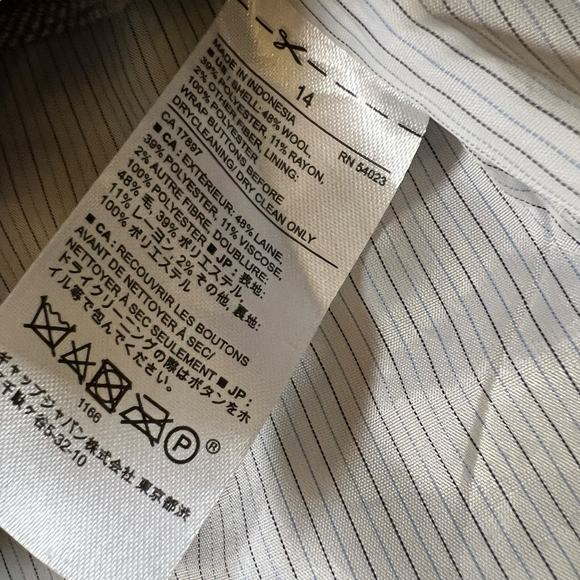 14
MADE IN INDONESIA
RN 54023
■ US : SHELL: 48% WOOL.
39% POLYESTER, 11% RAYON.
2% OTHER FIBER. LINING:
100% POLYESTER
WRAP BUTTONS BEFORE
DRYCLEANING/ DRY CLEAN ONLY
CA 17897
■ CA : EXTÉRIEUR: 48% LAINE.
39% POLYESTER, 11% VISCOSE.
2% AUTRE FIBRE. DOUBLURE:
100% POLYESTER ■ JP : 表地:
48% 毛, 39% ポリエステル,
11% レーヨン, 2% その他, 裏地:
100% ポリエステル
■ CA : RECOUVRIR LES BOUTONS
AVANT DE NETTOYER À SEC/
NETTOYER À SEC SEULEMENT ■ JP :
ドライクリーニングの際はボタンをホ
イル等で包んでください。
P ®
1166
ギャップジャパン株式会社 東京都渋
千駄ヶ谷5-32-10